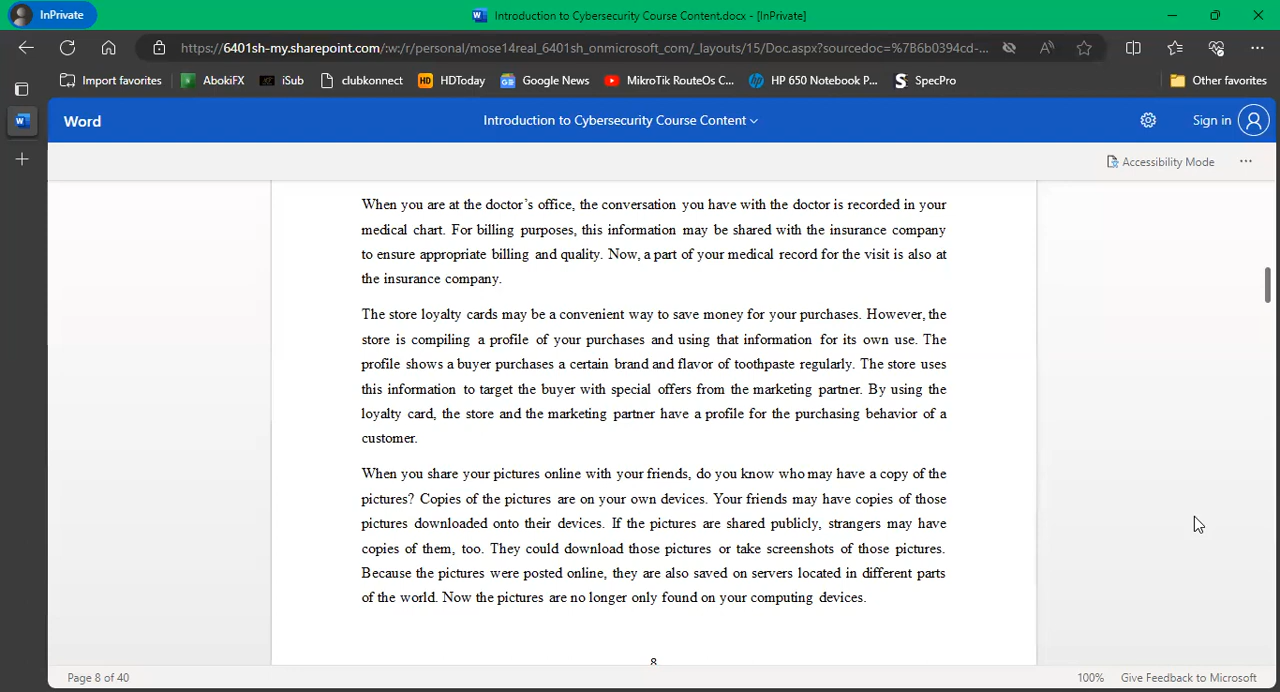 InPrivate
Introduction to Cybersecurity Course Content.docx - [InPrivate]
https://6401sh-my.sharepoint.com/:w:/r/personal/mose14real_6401sh_onmicrosoft_com/_layouts/15/Doc.aspx?sourcedoc=%7B6b0394cd-...
Import favorites
AbokiFX
iSub
clubkonnect
HD HDToday
Google News
MikroTik RouteOs C...
HP 650 Notebook P...
SpecPro
Other favorites
Word
Introduction to Cybersecurity Course Content
Sign in
Accessibility Mode
When you are at the doctor’s office, the conversation you have with the doctor is recorded in your
medical chart. For billing purposes, this information may be shared with the insurance company
to ensure appropriate billing and quality. Now, a part of your medical record for the visit is also at
the insurance company.
The store loyalty cards may be a convenient way to save money for your purchases. However, the
store is compiling a profile of your purchases and using that information for its own use. The
profile shows a buyer purchases a certain brand and flavor of toothpaste regularly. The store uses
this information to target the buyer with special offers from the marketing partner. By using the
loyalty card, the store and the marketing partner have a profile for the purchasing behavior of a
customer.
When you share your pictures online with your friends, do you know who may have a copy of the
pictures? Copies of the pictures are on your own devices. Your friends may have copies of those
pictures downloaded onto their devices. If the pictures are shared publicly, strangers may have
copies of them, too. They could download those pictures or take screenshots of those pictures.
Because the pictures were posted online, they are also saved on servers located in different parts
of the world. Now the pictures are no longer only found on your computing devices.
8
Page 8 of 40
100%
Give Feedback to Microsoft